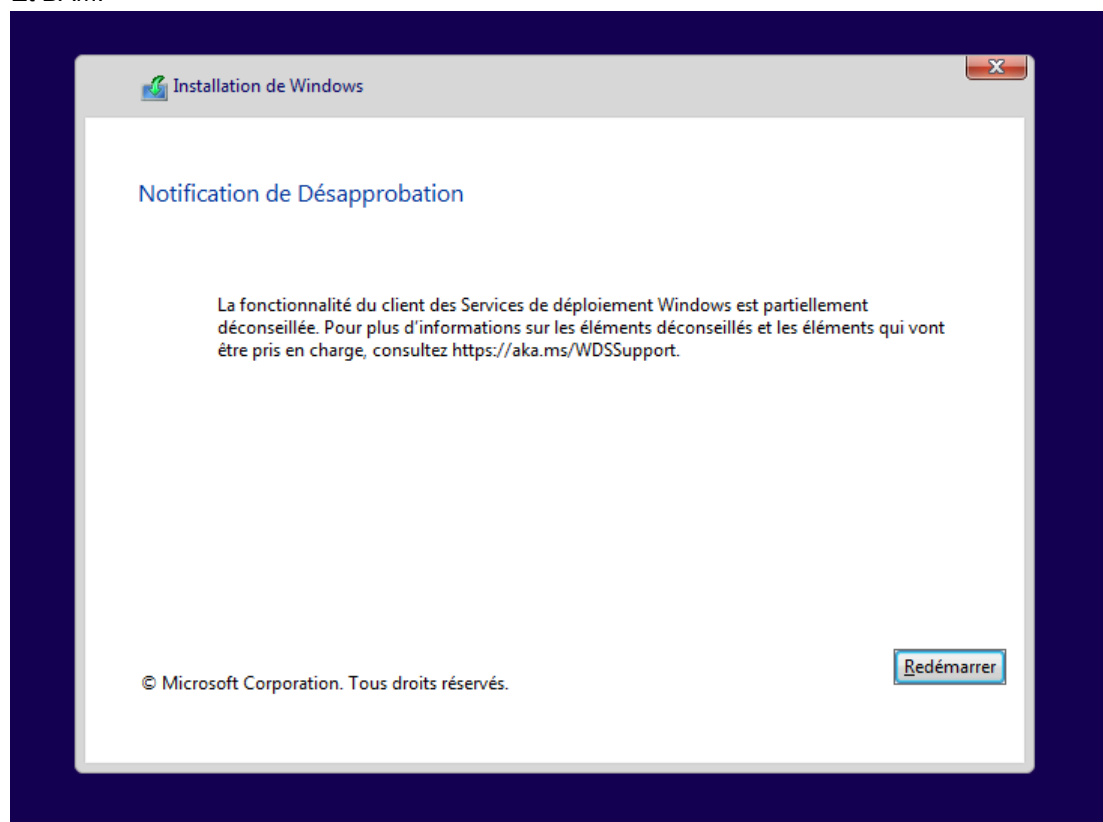 Installation de Windows
X
Notification de Désapprobation
La fonctionnalité du client des Services de déploiement Windows est partiellement
déconseillée. Pour plus d'informations sur les éléments déconseillés et les éléments qui vont
être pris en charge, consultez https://aka.ms/WDSSupport.
Redémarrer
© Microsoft Corporation. Tous droits réservés.